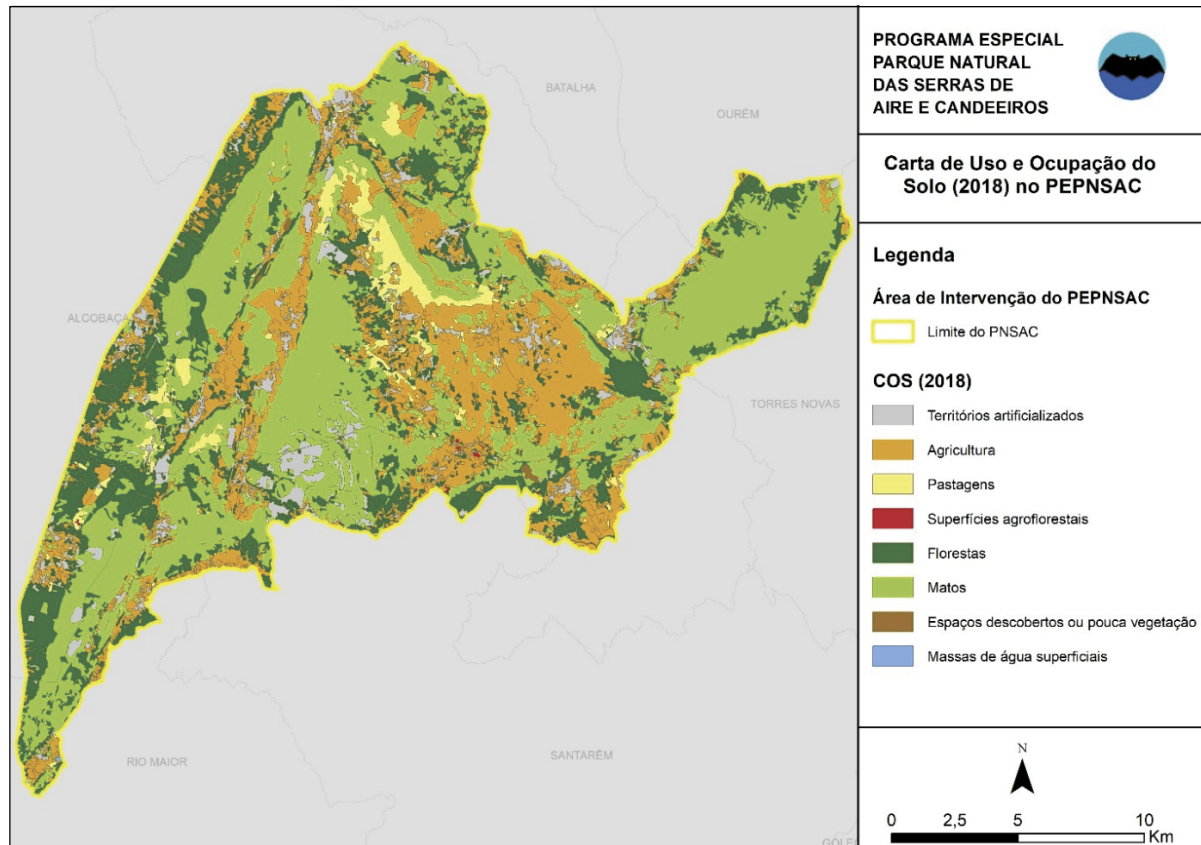 PROGRAMA ESPECIAL
PARQUE NATURAL
DAS SERRAS DE
AIRE E CANDEEIROS
Carta de Uso e Ocupação do
Solo (2018) no PEPNSAC
Legenda
Área de Intervenção do PEPNSAC
Limite do PNSAC
COS (2018)
Territórios artificializados
Agricultura
Pastagens
Superfícies agroflorestais
Florestas
Matos
Espaços descobertos ou pouca vegetação
Massas de água superficiais
N
0 2,5 5 10
Km
BATALHA
OURÉM
ALCOBAÇA
TORRES NOVAS
RIO MAIOR
SANTARÉM